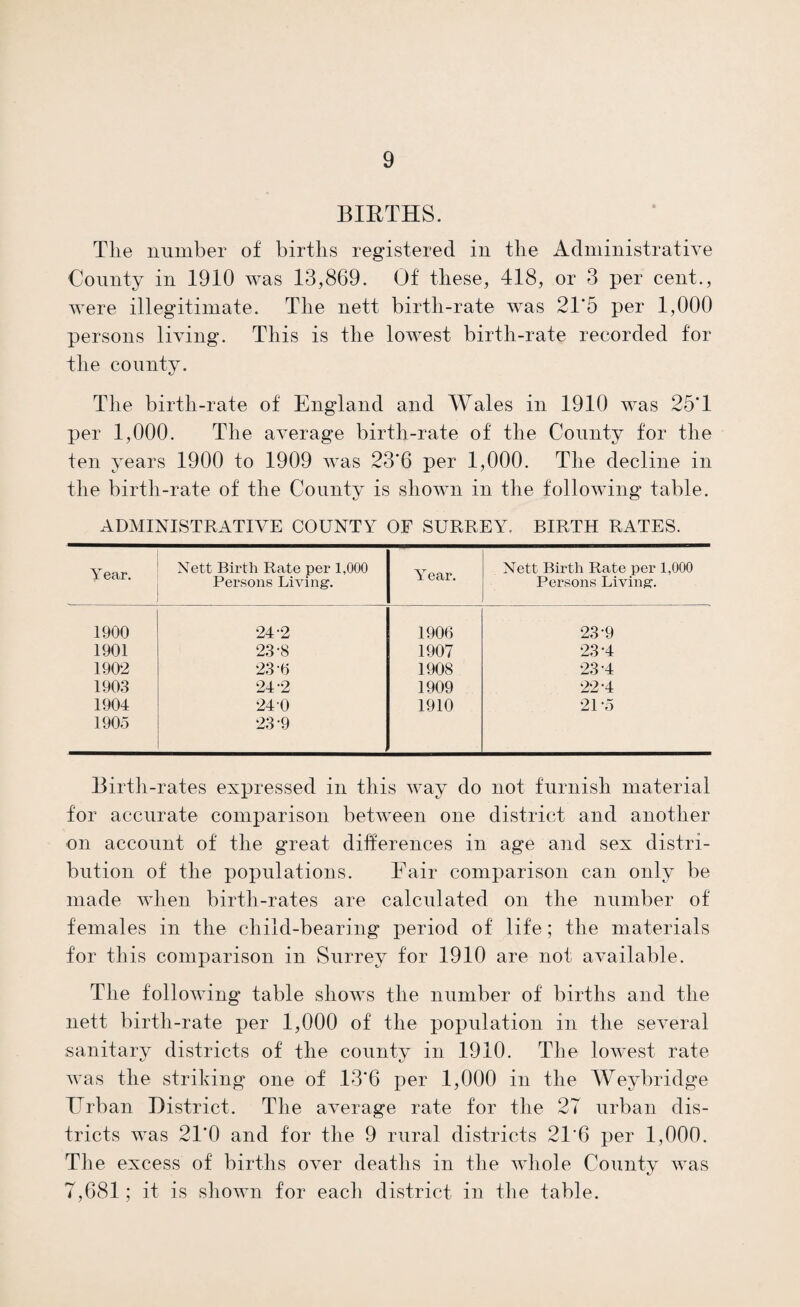 9
BIRTHS.
The number of births registered in the Administrative
County in 1910 was 13,869. Of these, 418, or 3 per cent.,
were illegitimate. The nett birth-rate was 21·5 per 1,000
persons living. This is the lowest birth-rate recorded for
the county.
The birth-rate of England and Wales in 1910 was 25·1
per 1,000. The average birth-rate of the County for the
ten years 1900 to 1909 was 23·6 per 1,000. The decline in
the birth-rate of the County is shown in the following table.
ADMINISTRATIVE COUNTY OF SURREY. BIRTH RATES.
Year. Nett Birth Rate per 1,000 Persons Living. Year. Nett Birth Rate per 1,000 Persons Living.
1900 24·2 1906 23·9
1901 23·8 1907 23·4
1902 23·6 1908 23·4
1903 24·2 1909 22·4
1904 24·0 1910 21·5
1905 23·9
Birth-rates expressed in this way do not furnish material
for accurate comparison between one district and another
on account of the great differences in age and sex distri-
bution of the populations. Fair comparison can only be
made when birth-rates are calculated on the number of
females in the child-bearing period of life; the materials
for this comparison in Surrey for 1910 are not available.
The following table shows the number of births and the
nett birth-rate per 1,000 of the population in the several
sanitary districts of the county in 1910. The lowest rate
was the striking one of 13·6 per 1,000 in the Weybridge
Urban District. The average rate for the 27 urban dis-
tricts was 21·0 and for the 9 rural districts 21·6 per 1,000.
The excess of births over deaths in the whole County was
7,681; it is shown for each district in the table.